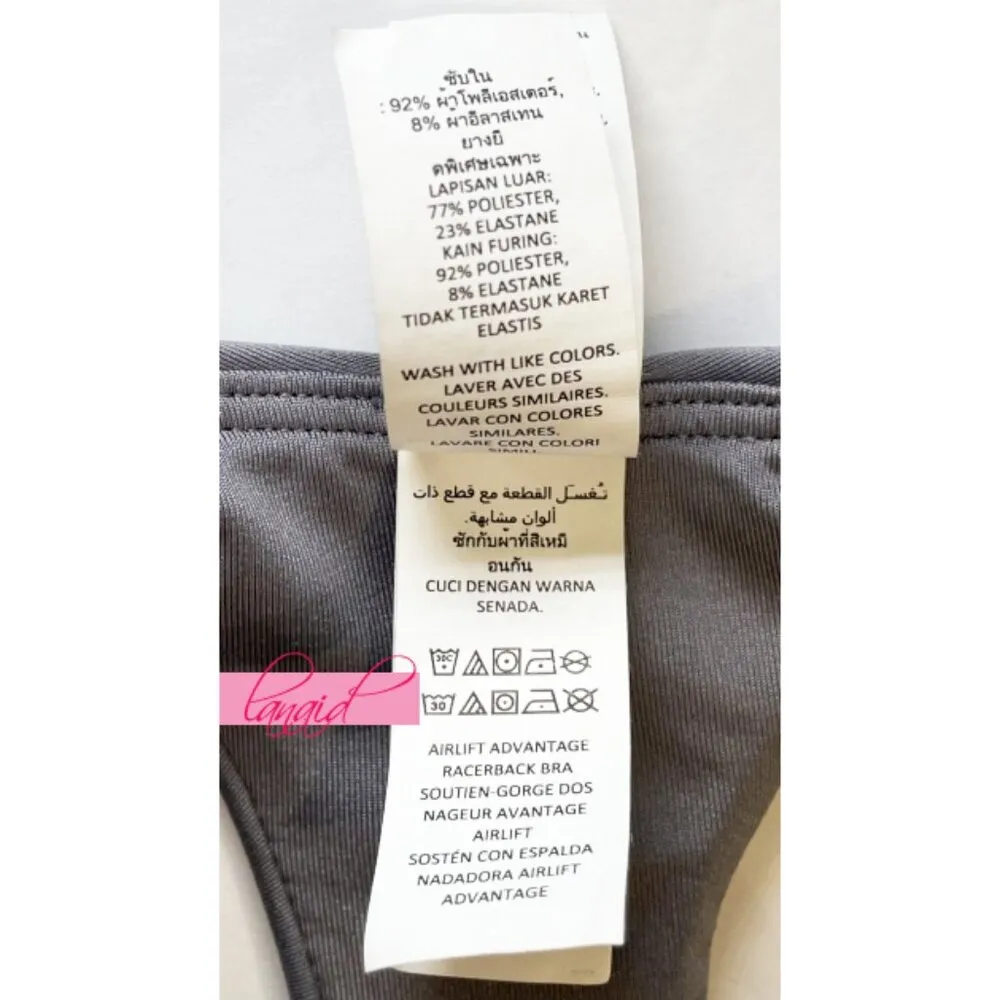 ซับใน
: 92% ผ้าโพลีเอสเตอร์,
8% ผ้าอีลาสเทน
ยางยื
ดพิเศษเฉพาะ
LAPISAN LUAR:
77% POLIESTER,
23% ELASTANE
KAIN FURING:
92% POLIESTER,
8% ELASTANE
TIDAK TERMASUK KARET
ELASTIS
WASH WITH LIKE COLORS.
LAVER AVEC DES
COULEURS SIMILAIRES.
LAVAR CON COLORES
SIMILARES.
LAVARE CON COLORI
SIMILI.
تُغسَل القطعة مع قطع ذات
ألوان مشابهة.
ซักกับผ้าที่สีเหมื
อนกัน
CUCI DENGAN WARNA
SENADA.
30C
30
lanaid
AIRLIFT ADVANTAGE
RACERBACK BRA
SOUTIEN-GORGE DOS
NAGEUR AVANTAGE
AIRLIFT
SOSTÉN CON ESPALDA
NADADORA AIRLIFT
ADVANTAGE